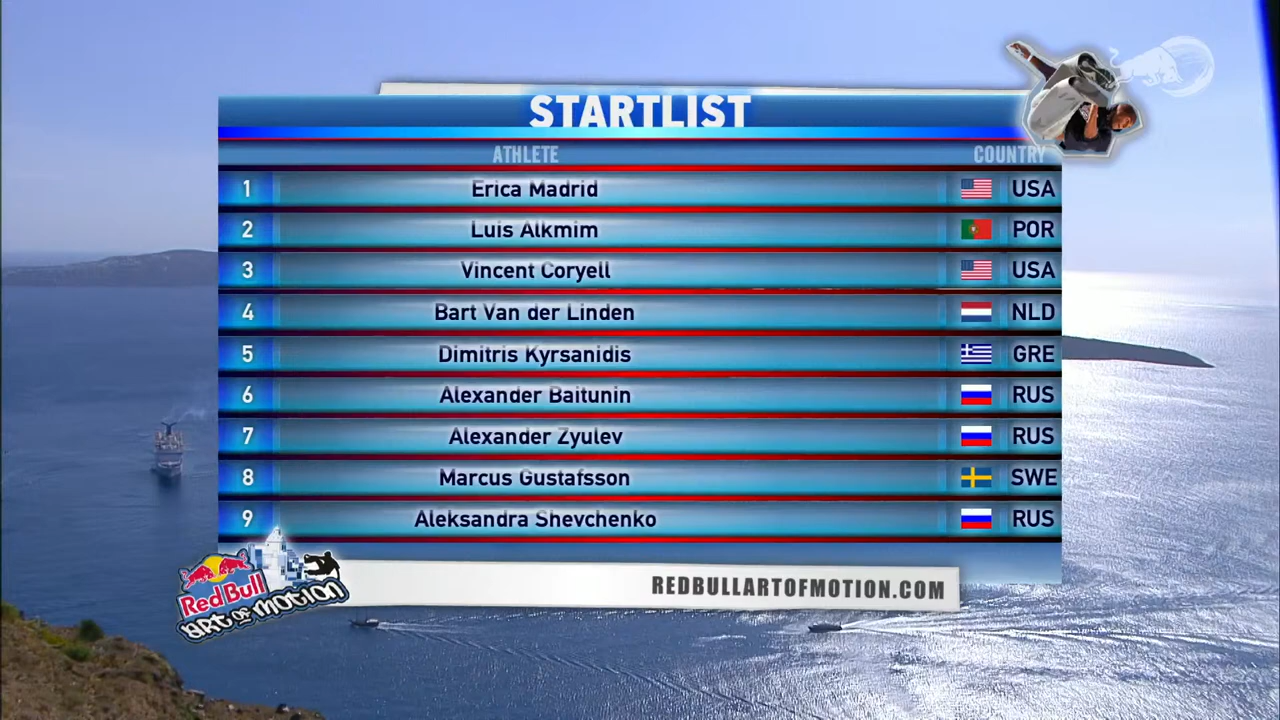 STARTLIST
ATHLETE COUNTRY
1 Erica Madrid USA
2 Luis Alkmim POR
3 Vincent Coryell USA
4 Bart Van der Linden NLD
5 Dimitris Kyrsanidis GRE
6 Alexander Baitunin RUS
7 Alexander Zyulev RUS
8 Marcus Gustafsson SWE
9 Aleksandra Shevchenko RUS
Red Bull
ART OF MOTION
REDBULLARTOFMOTION.COM